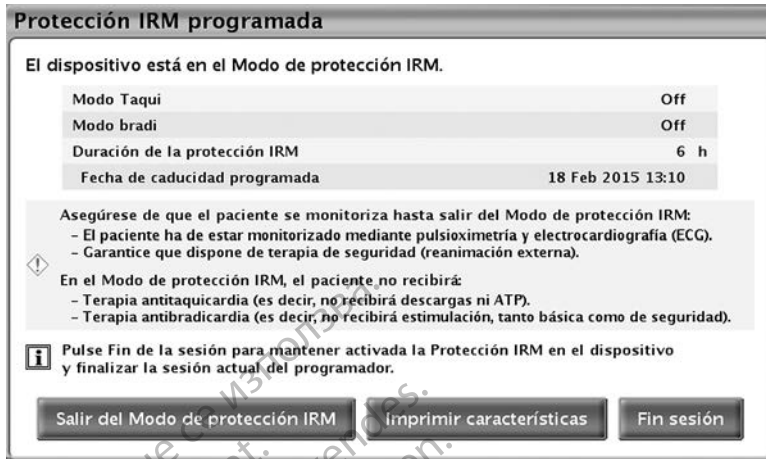 Protección IRM programada
El dispositivo está en el Modo de protección IRM.
Modo Taqui Off
Modo bradi Off
Duración de la protección IRM 6 h
Fecha de caducidad programada 18 Feb 2015 13:10
Asegúrese de que el paciente se monitoriza hasta salir del Modo de protección IRM:
– El paciente ha de estar monitorizado mediante pulsioximetría y electrocardiografía (ECG).
– Garantice que dispone de terapia de seguridad (reanimación externa).
En el Modo de protección IRM, el paciente no recibirá:
– Terapia antitaquicardia (es decir, no recibirá descargas ni ATP).
– Terapia antibradicardia (es decir, no recibirá estimulación, tanto básica como de seguridad).
Pulse Fin de la sesión para mantener activada la Protección IRM en el dispositivo
y finalizar la sesión actual del programador.
Salir del Modo de protección IRM Imprimir características Fin sesión
се използва.